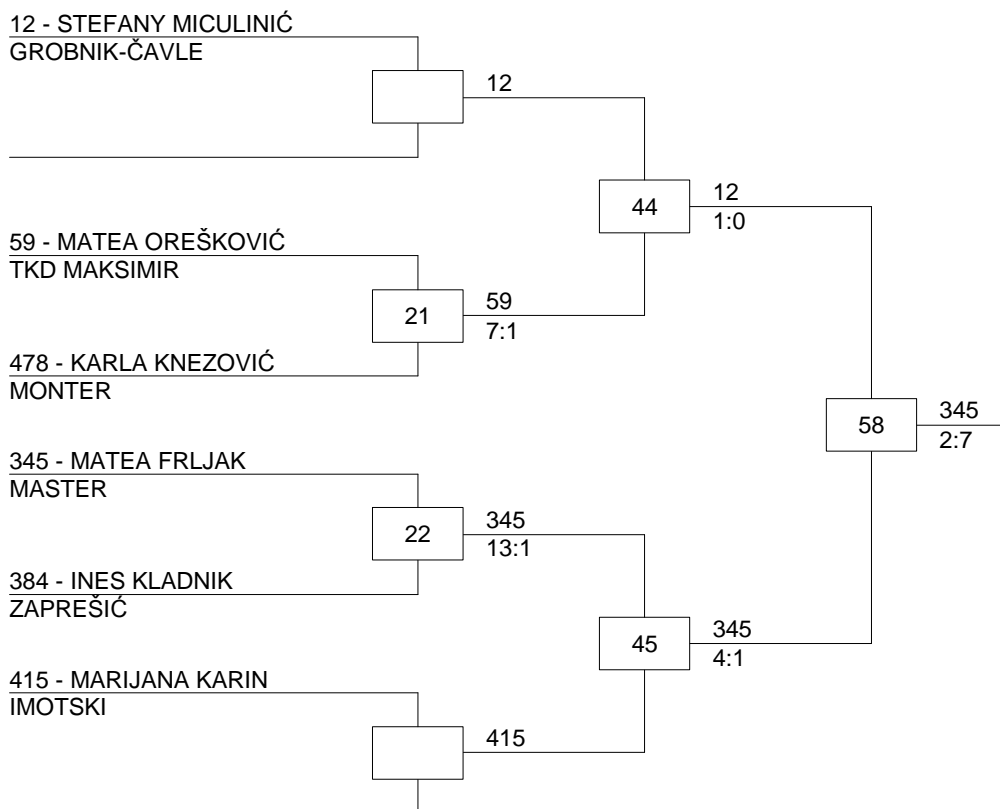 12 - STEFANY MICULINIĆ
GROBNIK-ČAVLE
12
44
12
1:0
59 - MATEA OREŠKOVIĆ
TKD MAKSIMIR
21
59
7:1
478 - KARLA KNEZOVIĆ
MONTER
58
345
2:7
345 - MATEA FRLJAK
MASTER
22
345
13:1
384 - INES KLADNIK
ZAPREŠIĆ
45
345
4:1
415 - MARIJANA KARIN
IMOTSKI
415